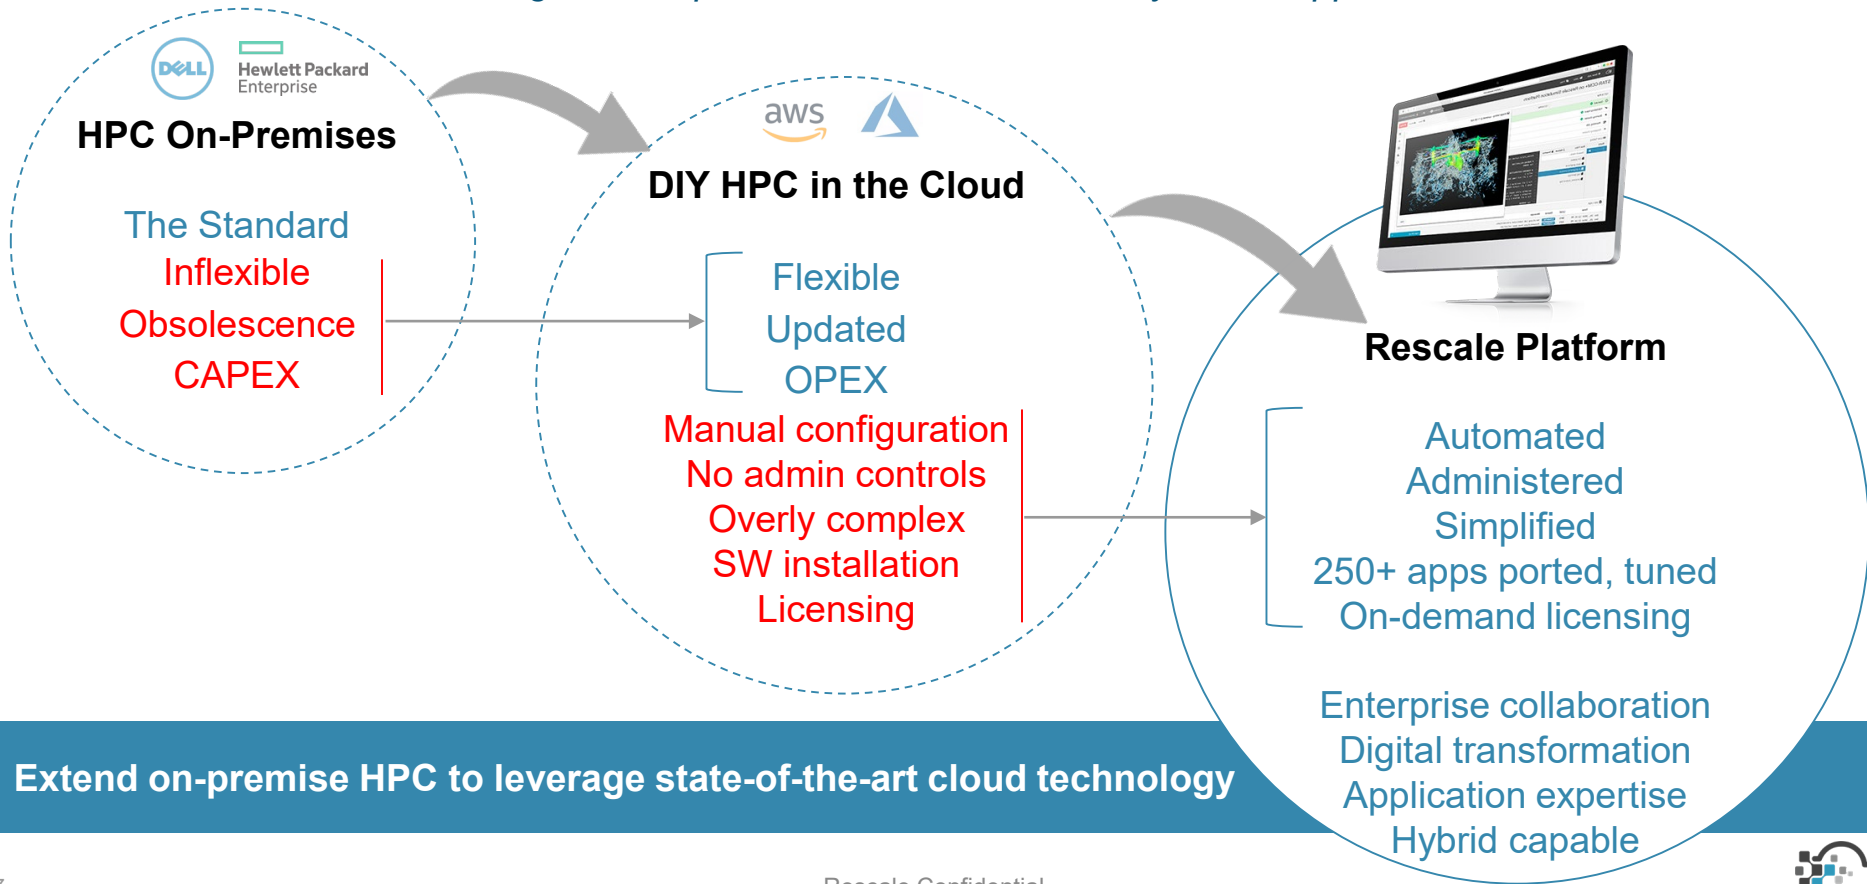 DELL
Hewlett Packard
Enterprise
HPC On-Premises
The Standard
Inflexible
Obsolescence
CAPEX
aws
DIY HPC in the Cloud
Flexible
Updated
OPEX
Manual configuration
No admin controls
Overly complex
SW installation
Licensing
Rescale Platform
Automated
Administered
Simplified
250+ apps ported, tuned
On-demand licensing
Enterprise collaboration
Digital transformation
Application expertise
Hybrid capable
Extend on-premise HPC to leverage state-of-the-art cloud technology
Rescale Confidential